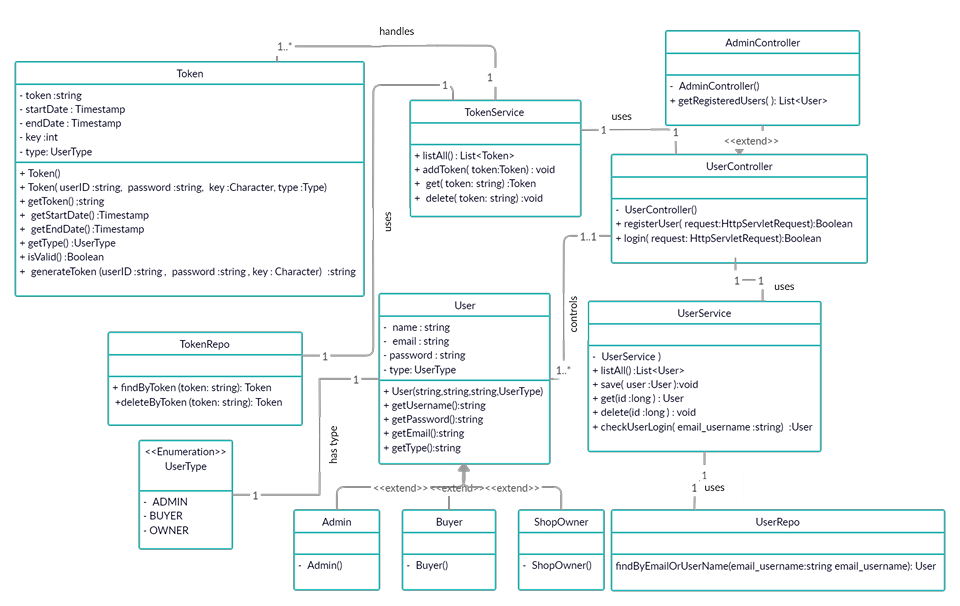 handles
1..*
1
Token
- token :string
- startDate : Timestamp
- endDate : Timestamp
- key :int
- type: UserType
+ Token()
+ Token( userID :string, password :string, key :Character, type :Type)
+ getToken() ;string
+ getStartDate() :Timestamp
+ getEndDate() :Timestamp
+ getType() :UserType
+ isValid() :Boolean
+ generateToken (userID :string , password :string , key : Character) :string
1
TokenService
+ listAll() : List<Token>
+ addToken( token:Token) : void
+ get( token: string) :Token
+ delete( token: string) :void
uses
1
1
AdminController
- AdminController()
+ getRegisteredUsers( ): List<User>
<<extend>>
UserController
- UserController()
+ registerUser( request:HttpServletRequest):Boolean
+ login( request: HttpServletRequest):Boolean
1..1
uses
controls
1..*
1
1
uses
User
- name : string
- email : string
- password : string
- type: UserType
+ User(string,string,string,UserType)
+ getUsername():string
+ getPassword():string
+ getEmail():string
+ getType():string
UserService
- UserService )
+ listAll() :List<User>
+ save( user :User ):void
+ get(id :long ) : User
+ delete(id :long ) : void
+ checkUserLogin( email_username :string) :User
TokenRepo
+ findByToken (token: string): Token
+deleteByToken (token: string): Token
1
1
has type
1
<<Enumeration>>
UserType
- ADMIN
- BUYER
- OWNER
<<extend>>
<<extend>>
<<extend>>
1
1
uses
Admin
- Admin()
Buyer
- Buyer()
ShopOwner
- ShopOwner()
UserRepo
findByEmailOrUserName(email_username:string email_username): User